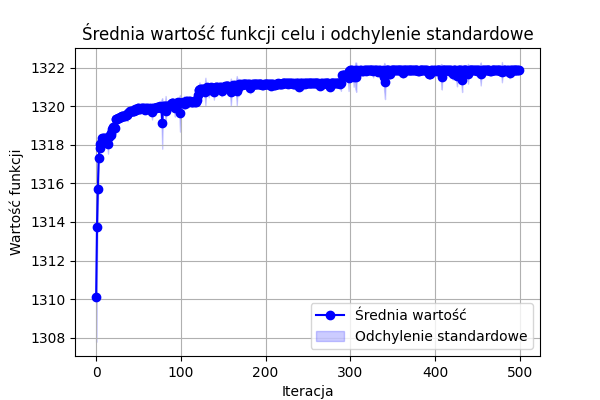 Średnia wartość funkcji celu i odchylenie standardowe
1322
1320
1318
1316
1314
1312
1310
1308
Wartość funkcji
0 100 200 300 400 500
Iteracja
Średnia wartość
Odchylenie standardowe